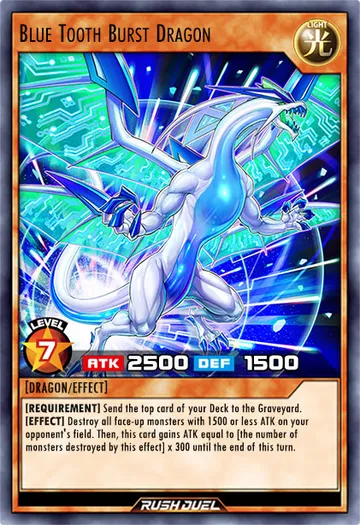 BLUE TOOTH BURST DRAGON
LIGHT
光
LEVEL
7
ATK 2500 DEF 1500
[DRAGON/EFFECT]
[REQUIREMENT] Send the top card of your Deck to the Graveyard.
[EFFECT] Destroy all face-up monsters with 1500 or less ATK on your
opponent's field. Then, this card gains ATK equal to [the number of
monsters destroyed by this effect] x 300 until the end of this turn.
RUSH DUEL